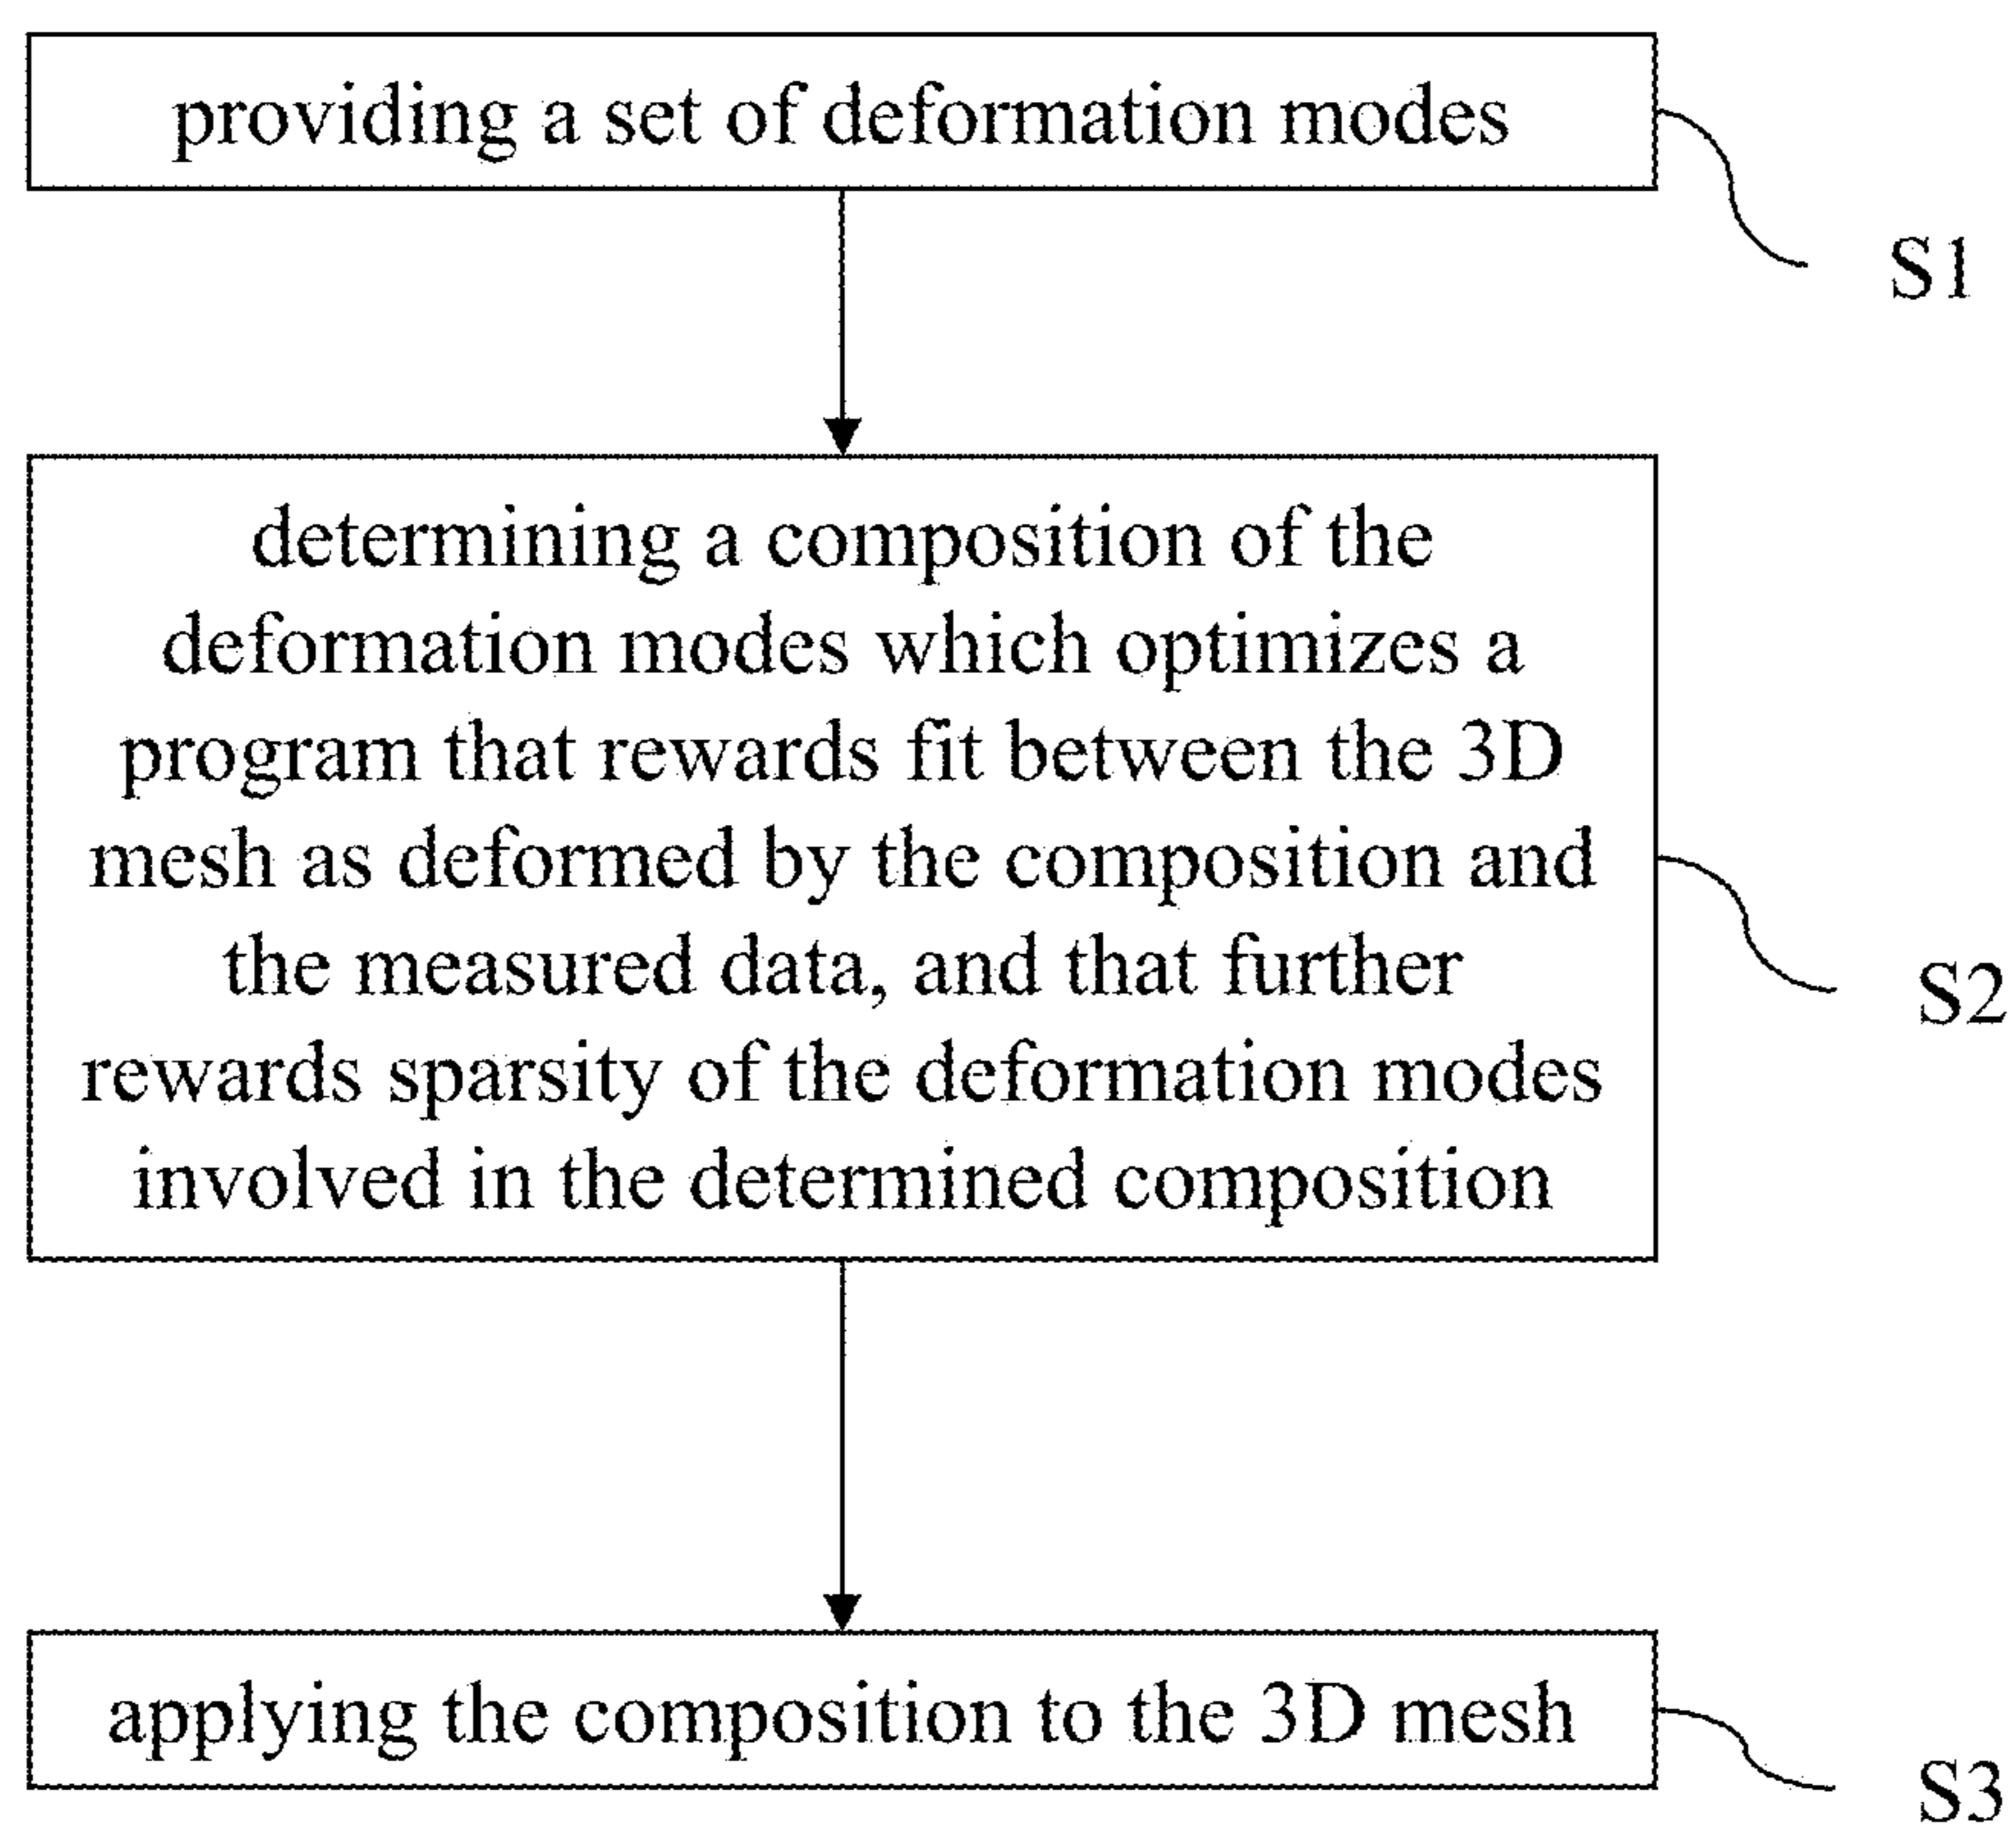 providing a set of deformation modes
S1
determining a composition of the
deformation modes which optimizes a
program that rewards fit between the 3D
mesh as deformed by the composition and
the measured data, and that further
rewards sparsity of the deformation modes
involved in the determined composition
S2
applying the composition to the 3D mesh
S3